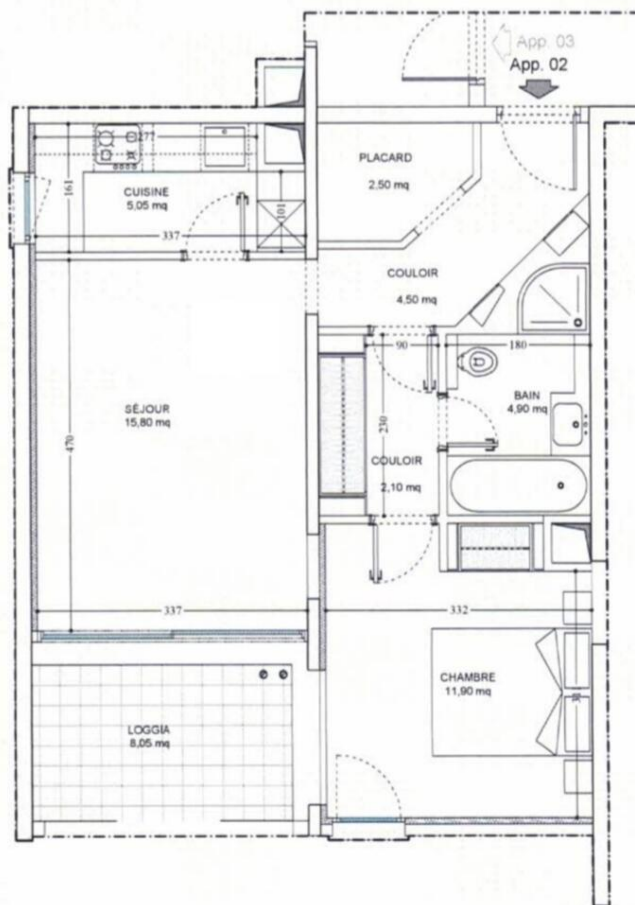 App. 03
App. 02
277
PLACARD
2,50 mq
161
CUISINE
5,05 mq
101
337
COULOIR
4,50 mq
90
180
BAIN
4,90 mq
SÉJOUR
15,80 mq
470
230
COULOIR
2,10 mq
337
332
CHAMBRE
11,90 mq
LOGGIA
8,05 mq